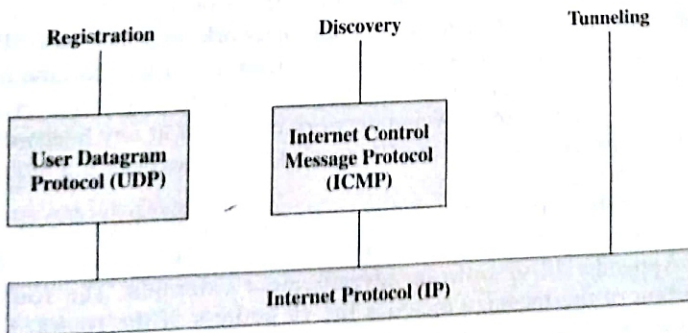 Registration
Discovery
Tunneling
User Datagram
Protocol (UDP)
Internet Control
Message Protocol
(ICMP)
Internet Protocol (IP)